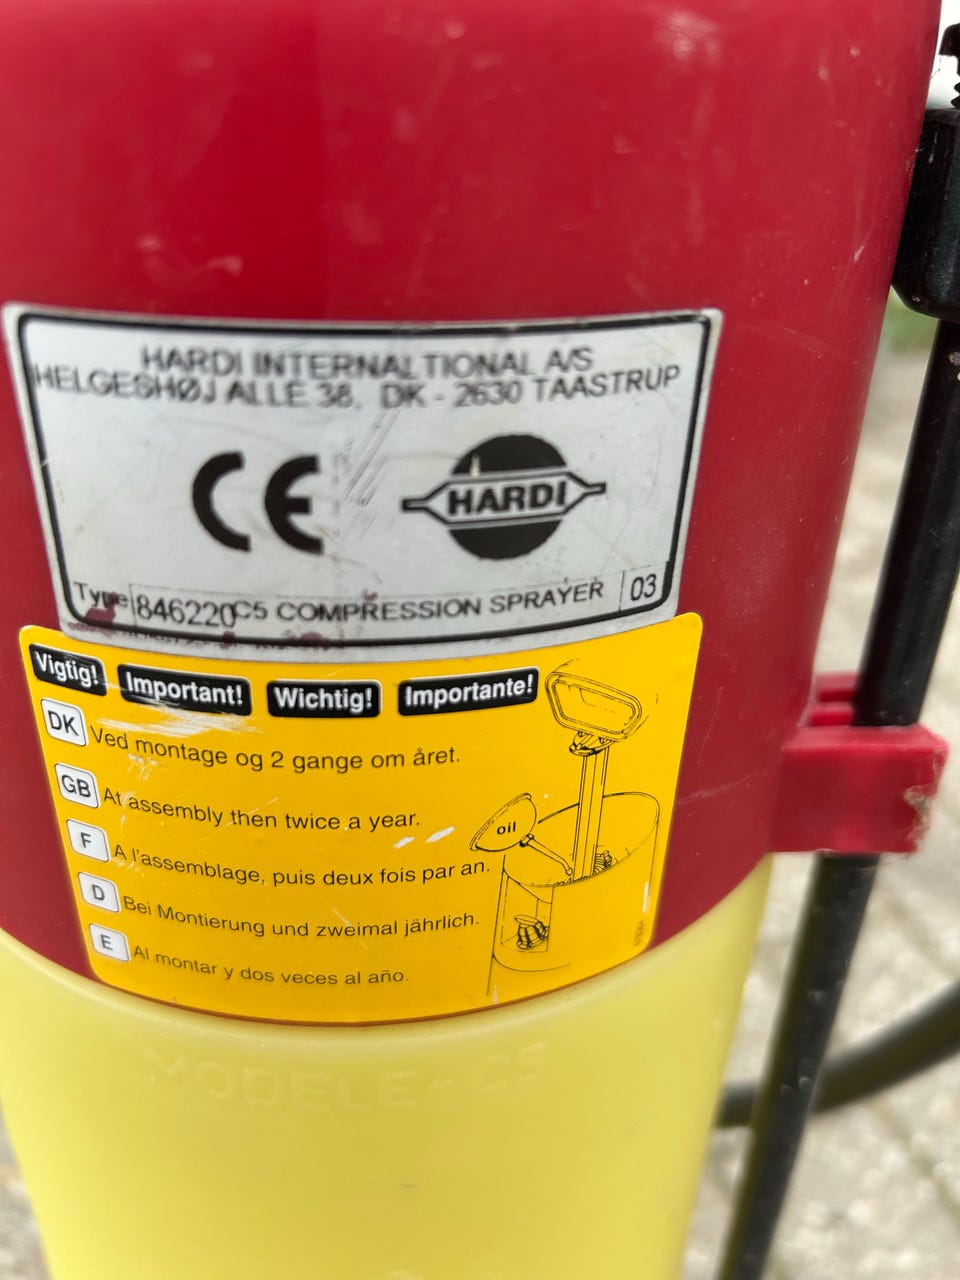 HARDI INTERNALTIONAL A/S
HELGESHØJ ALLE 38, DK - 2630 TAASTRUP
CE
HARDI
Type 846220 C5 COMPRESSION SPRAYER 03
Vigtig! Important! Wichtig! Importante!
DK Ved montage og 2 gange om året.
GB At assembly then twice a year.
F A l'assemblage, puis deux fois par an.
D Bei Montierung und zweimal jährlich.
E Al montar y dos veces al año.
oil
MODELE-C5